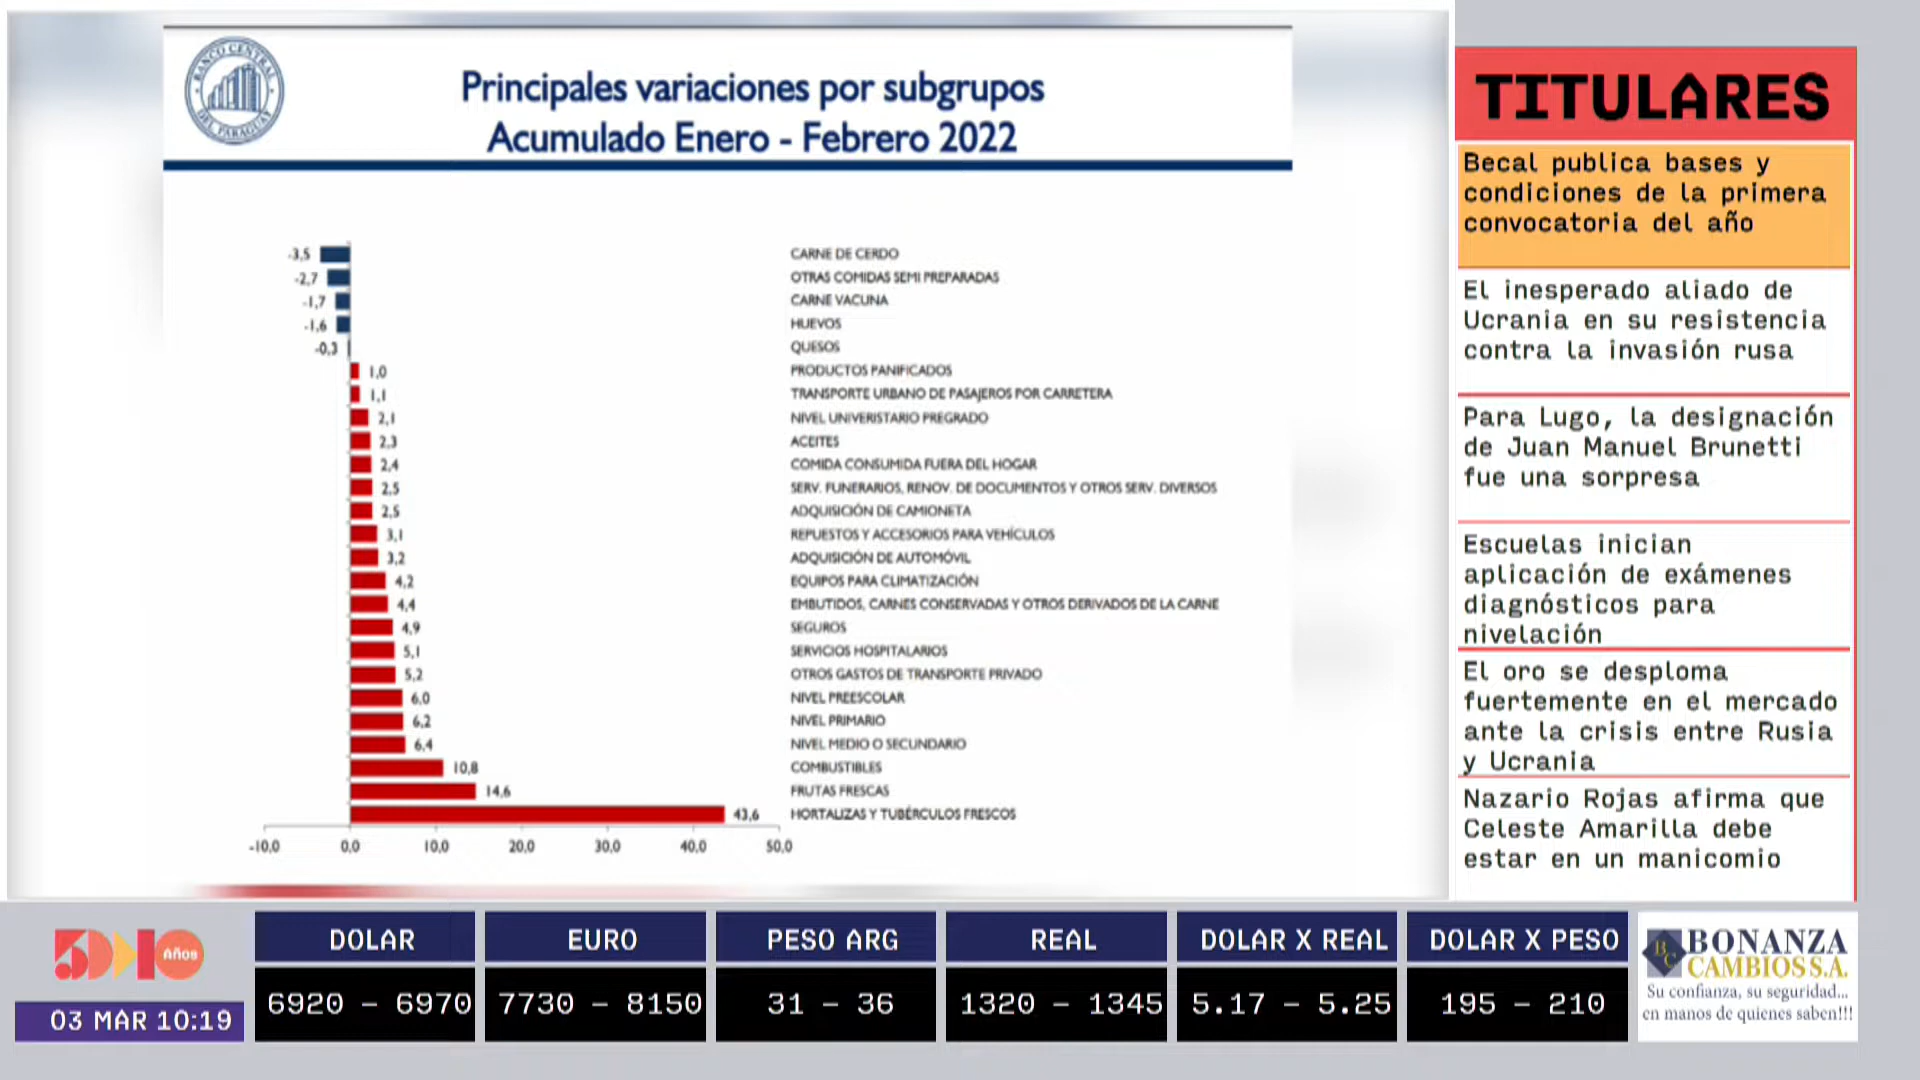 BANCO CENTRAL
DEL PARAGUAY
Principales variaciones por subgrupos
Acumulado Enero - Febrero 2022
-3,5 CARNE DE CERDO
-2,7 OTRAS COMIDAS SEMI PREPARADAS
-1,7 CARNE VACUNA
-1,6 HUEVOS
-0,3 QUESOS
1,0 PRODUCTOS PANIFICADOS
1,1 TRANSPORTE URBANO DE PASAJEROS POR CARRETERA
2,1 NIVEL UNIVERISTARIO PREGRADO
2,3 ACEITES
2,4 COMIDA CONSUMIDA FUERA DEL HOGAR
2,5 SERV. FUNERARIOS, RENOV. DE DOCUMENTOS Y OTROS SERV. DIVERSOS
2,5 ADQUISICIÓN DE CAMIONETA
3,1 REPUESTOS Y ACCESORIOS PARA VEHÍCULOS
3,2 ADQUISICIÓN DE AUTOMÓVIL
4,2 EQUIPOS PARA CLIMATIZACIÓN
4,4 EMBUTIDOS, CARNES CONSERVADAS Y OTROS DERIVADOS DE LA CARNE
4,9 SEGUROS
5,1 SERVICIOS HOSPITALARIOS
5,2 OTROS GASTOS DE TRANSPORTE PRIVADO
6,0 NIVEL PREESCOLAR
6,2 NIVEL PRIMARIO
6,4 NIVEL MEDIO O SECUNDARIO
10,8 COMBUSTIBLES
14,6 FRUTAS FRESCAS
43,6 HORTALIZAS Y TUBÉRCULOS FRESCOS
-10,0 0,0 10,0 20,0 30,0 40,0 50,0
TITULARES
Becal publica bases y
condiciones de la primera
convocatoria del año
El inesperado aliado de
Ucrania en su resistencia
contra la invasión rusa
Para Lugo, la designación
de Juan Manuel Brunetti
fue una sorpresa
Escuelas inician
aplicación de exámenes
diagnósticos para
nivelación
El oro se desploma
fuertemente en el mercado
ante la crisis entre Rusia
y Ucrania
Nazario Rojas afirma que
Celeste Amarilla debe
estar en un manicomio
Años
03 MAR 10:19
DOLAR
6920 - 6970
EURO
7730 - 8150
PESO ARG
31 - 36
REAL
1320 - 1345
DOLAR X REAL
5.17 - 5.25
DOLAR X PESO
195 - 210
BC BONANZA
CAMBIOS S.A.
Su confianza, su seguridad...
en manos de quienes saben!!!